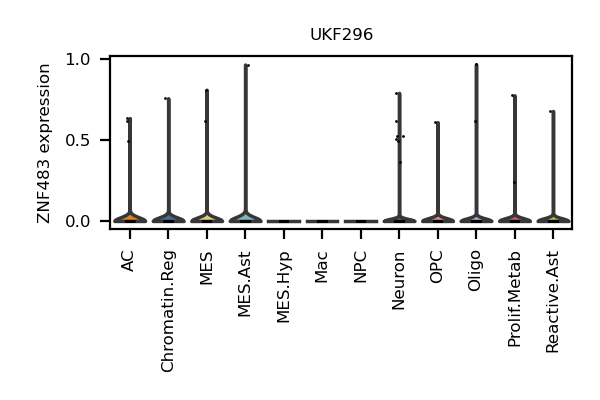 UKF296
ZNF483 expression
1.0
0.5
0.0
AC
Chromatin.Reg
MES
MES.Ast
MES.Hyp
Mac
NPC
Neuron
OPC
Oligo
Prolif.Metab
Reactive.Ast